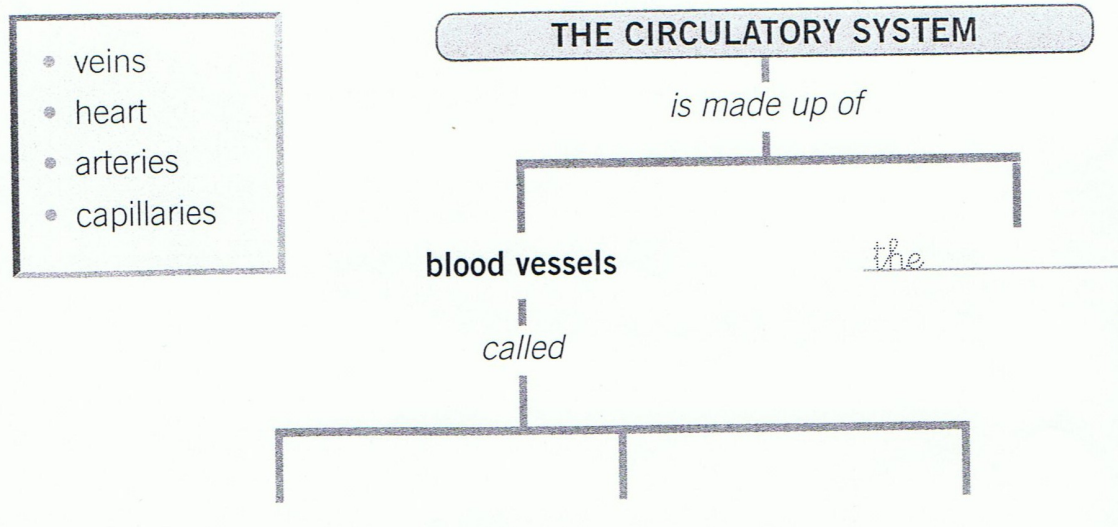 • veins
• heart
• arteries
• capillaries
THE CIRCULATORY SYSTEM
is made up of
blood vessels
the
called